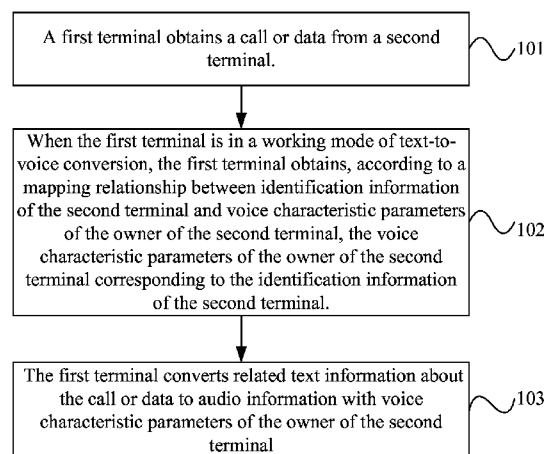 A first terminal obtains a call or data from a second
terminal.
101
When the first terminal is in a working mode of text-to-
voice conversion, the first terminal obtains, according to a
mapping relationship between identification information
of the second terminal and voice characteristic parameters
of the owner of the second terminal, the voice
characteristic parameters of the owner of the second
terminal corresponding to the identification information
of the second terminal.
102
The first terminal converts related text information about
the call or data to audio information with voice
characteristic parameters of the owner of the second
terminal
103